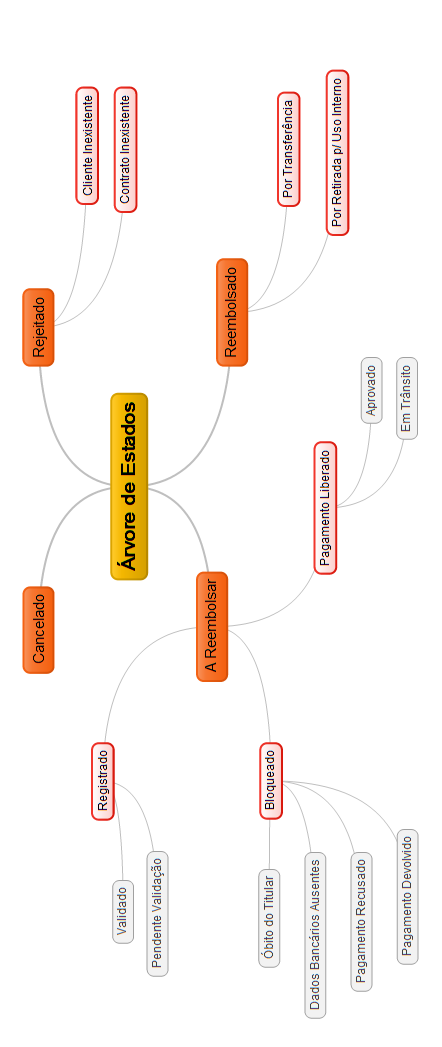 Árvore de Estados
Cancelado
Rejeitado
Cliente Inexistente
Contrato Inexistente
A Reembolsar
Registrado
Validado
Pendente Validação
Bloqueado
Óbito do Titular
Dados Bancários Ausentes
Pagamento Recusado
Pagamento Devolvido
Pagamento Liberado
Aprovado
Em Trânsito
Reembolsado
Por Transferência
Por Retirada p/ Uso Interno